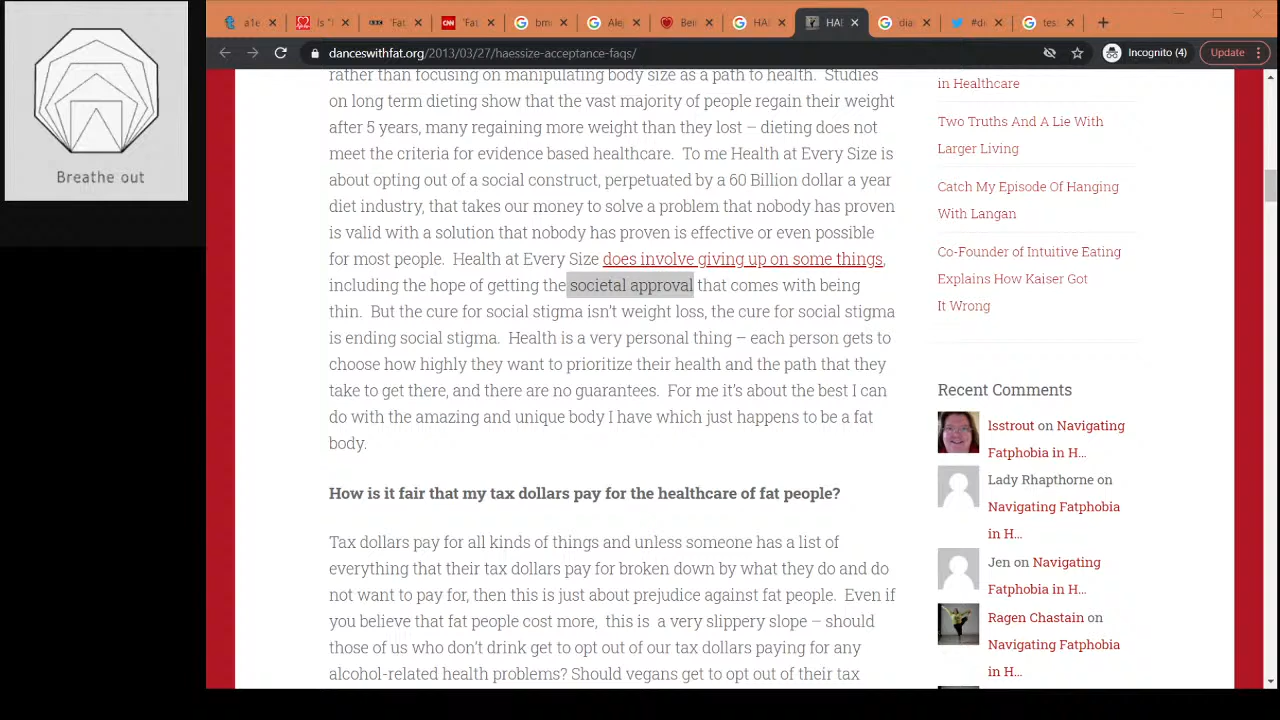 a1e
Is "
'Fat
'Fat
bmi
Alej
Beli
HAI
HAI
dia
#di
tes
Breathe out
danceswithfat.org/2013/03/27/haessize-acceptance-faqs/
Incognito (4)
Update
rather than focusing on manipulating body size as a path to health. Studies
on long term dieting show that the vast majority of people regain their weight
after 5 years, many regaining more weight than they lost – dieting does not
meet the criteria for evidence based healthcare. To me Health at Every Size is
about opting out of a social construct, perpetuated by a 60 Billion dollar a year
diet industry, that takes our money to solve a problem that nobody has proven
is valid with a solution that nobody has proven is effective or even possible
for most people. Health at Every Size does involve giving up on some things,
including the hope of getting the societal approval that comes with being
thin. But the cure for social stigma isn't weight loss, the cure for social stigma
is ending social stigma. Health is a very personal thing – each person gets to
choose how highly they want to prioritize their health and the path that they
take to get there, and there are no guarantees. For me it's about the best I can
do with the amazing and unique body I have which just happens to be a fat
body.
How is it fair that my tax dollars pay for the healthcare of fat people?
Tax dollars pay for all kinds of things and unless someone has a list of
everything that their tax dollars pay for broken down by what they do and do
not want to pay for, then this is just about prejudice against fat people. Even if
you believe that fat people cost more, this is a very slippery slope – should
those of us who don't drink get to opt out of our tax dollars paying for any
alcohol-related health problems? Should vegans get to opt out of their tax
in Healthcare
Two Truths And A Lie With
Larger Living
Catch My Episode Of Hanging
With Langan
Co-Founder of Intuitive Eating
Explains How Kaiser Got
It Wrong
Recent Comments
lsstrout on Navigating
Fatphobia in H...
Lady Rhapthorne on
Navigating Fatphobia
in H...
Jen on Navigating
Fatphobia in H...
Ragen Chastain on
Navigating Fatphobia
in H...